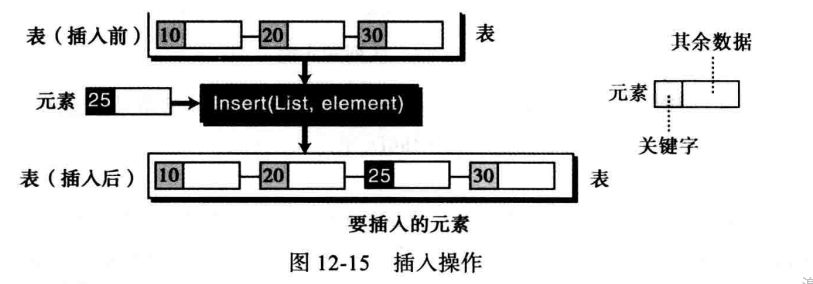 表（插入前） 10 20 30 表
其余数据
元素 25 Insert(List, element) 元素
关键字
表（插入后） 10 20 25 30 表
要插入的元素
图 12-15 插入操作